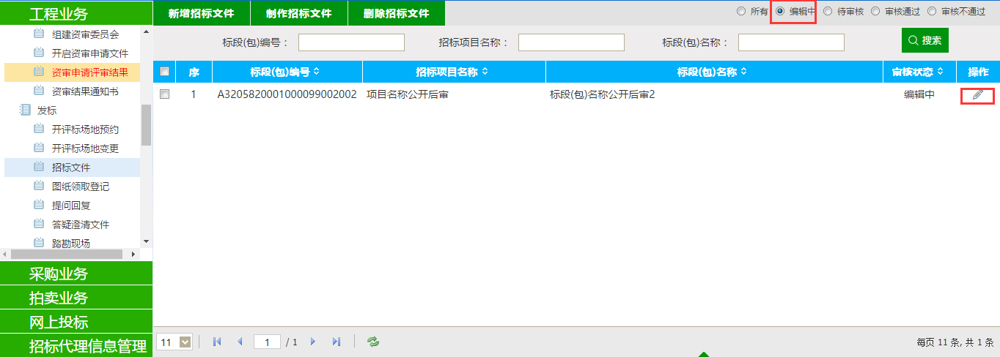 工程业务
组建资审委员会
开启资审申请文件
资审申请评审结果
资审结果通知书
发标
开评标场地预约
开评标场地变更
招标文件
图纸领取登记
提问回复
答疑澄清文件
踏勘现场
采购业务
拍卖业务
网上投标
招标代理信息管理
新增招标文件 制作招标文件 删除招标文件 所有 编辑中 待审核 审核通过 审核不通过
标段(包)编号： 招标项目名称： 标段(包)名称： 搜索
序 标段(包)编号 招标项目名称 标段(包)名称 审核状态 操作
1 A3205820001000099002002 项目名称公开后审 标段(包)名称公开后审2 编辑中
11 1 / 1 每页 11 条, 共 1 条